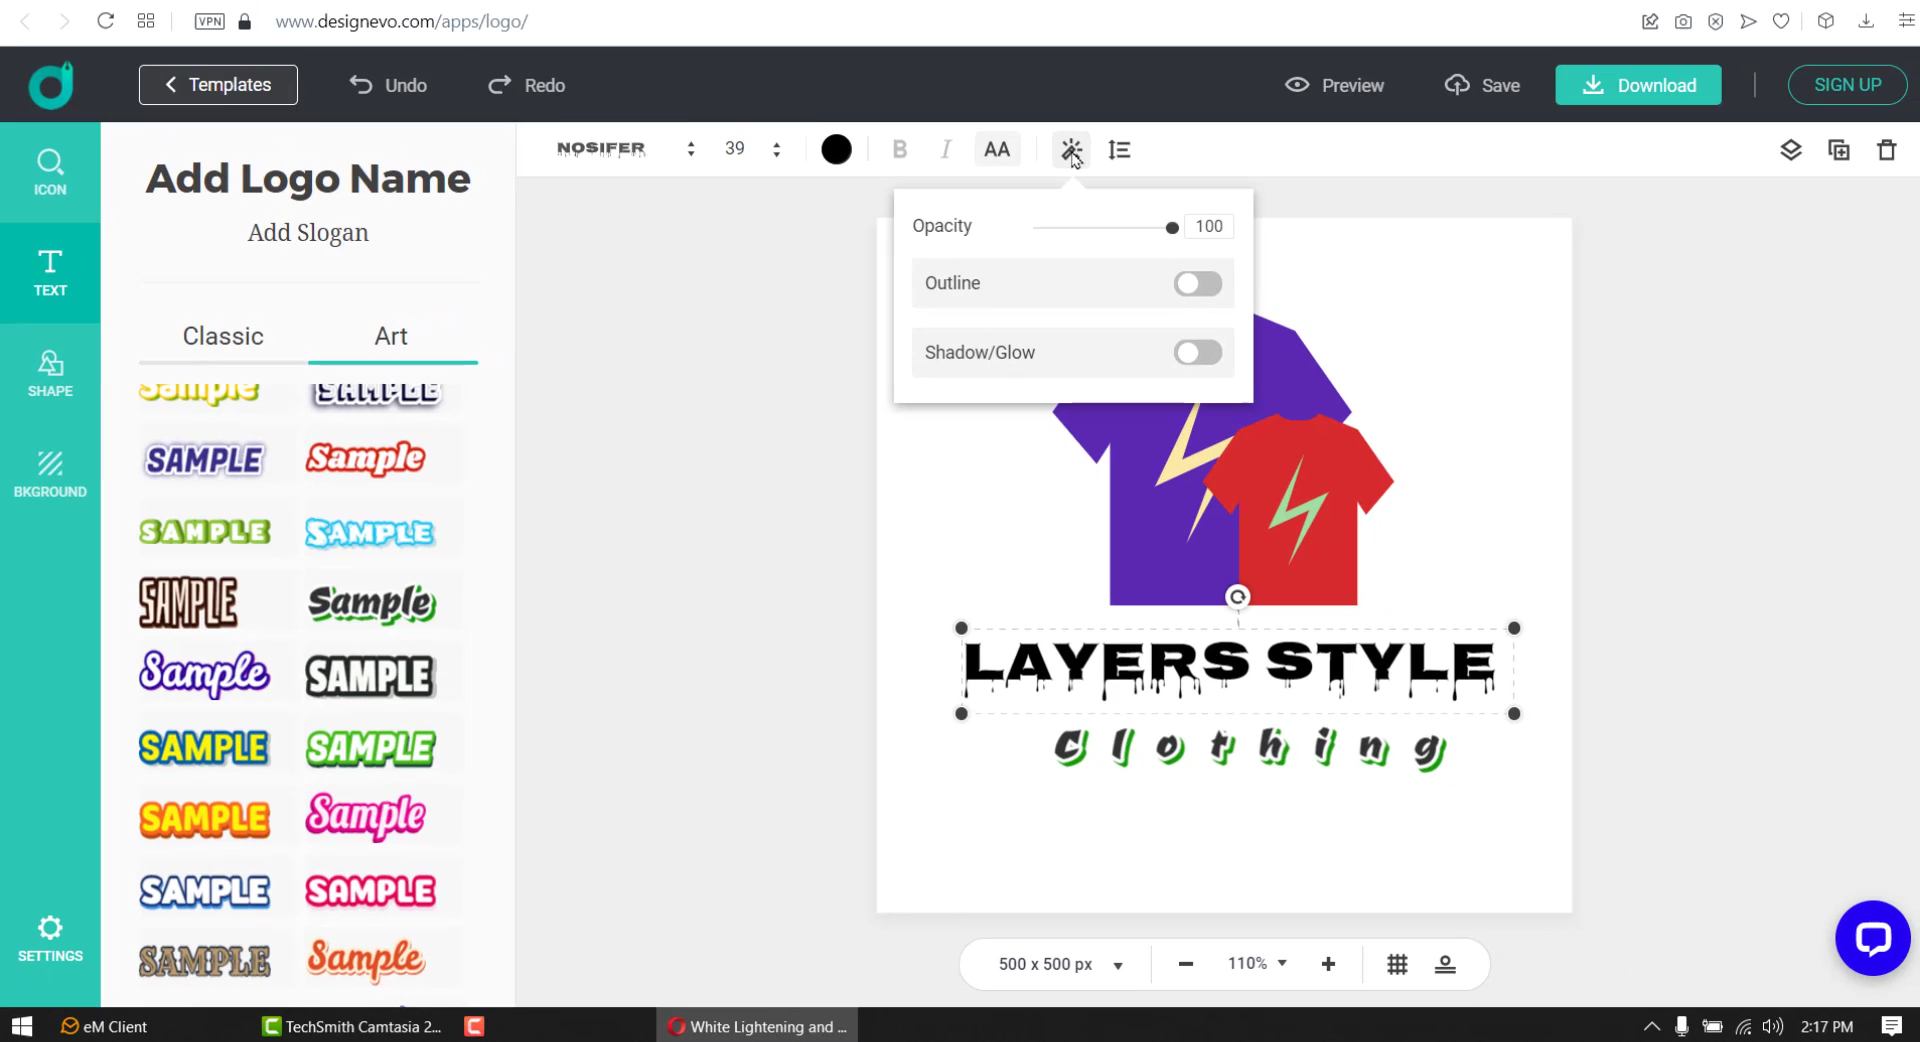 VPN
www.designevo.com/apps/logo/
Templates
Undo
Redo
Preview
Save
Download
SIGN UP
ICON
TEXT
SHAPE
BKGROUND
SETTINGS
Add Logo Name
Add Slogan
Classic
Art
Sample
SAMPLE
SAMPLE
Sample
SAMPLE
SAMPLE
SAMPLE
Sample
Sample
SAMPLE
SAMPLE
SAMPLE
SAMPLE
Sample
SAMPLE
SAMPLE
SAMPLE
Sample
NOSIFER
39
B
I
AA
Opacity
100
Outline
Shadow/Glow
LAYERS STYLE
Clothing
500 x 500 px
110%
eM Client
TechSmith Camtasia 2...
White Lightening and ...
2:17 PM